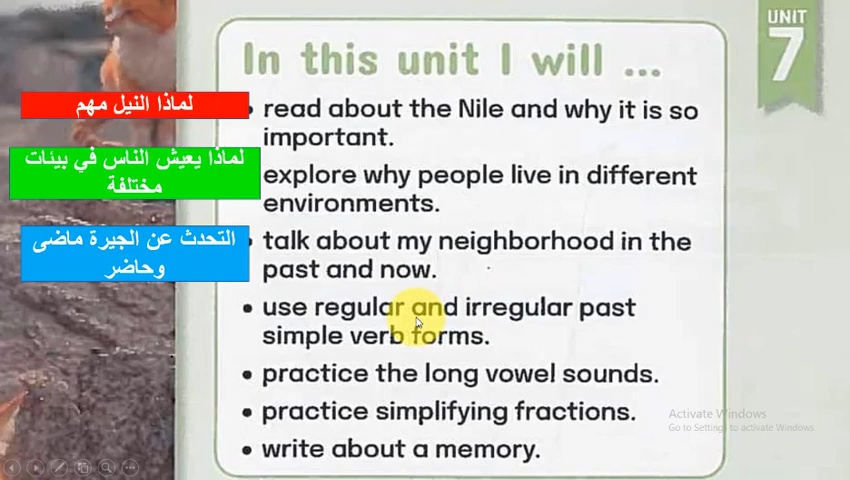 UNIT
7
In this unit I will ...
• read about the Nile and why it is so
important.
explore why people live in different
environments.
• talk about my neighborhood in the
past and now.
• use regular and irregular past
simple verb forms.
• practice the long vowel sounds.
• practice simplifying fractions.
• write about a memory.
لماذا النيل مهم
لماذا يعيش الناس في بيئات
مختلفة
التحدث عن الجيرة ماضى
وحاضر
Activate Windows
Go to Settings to activate Windows.